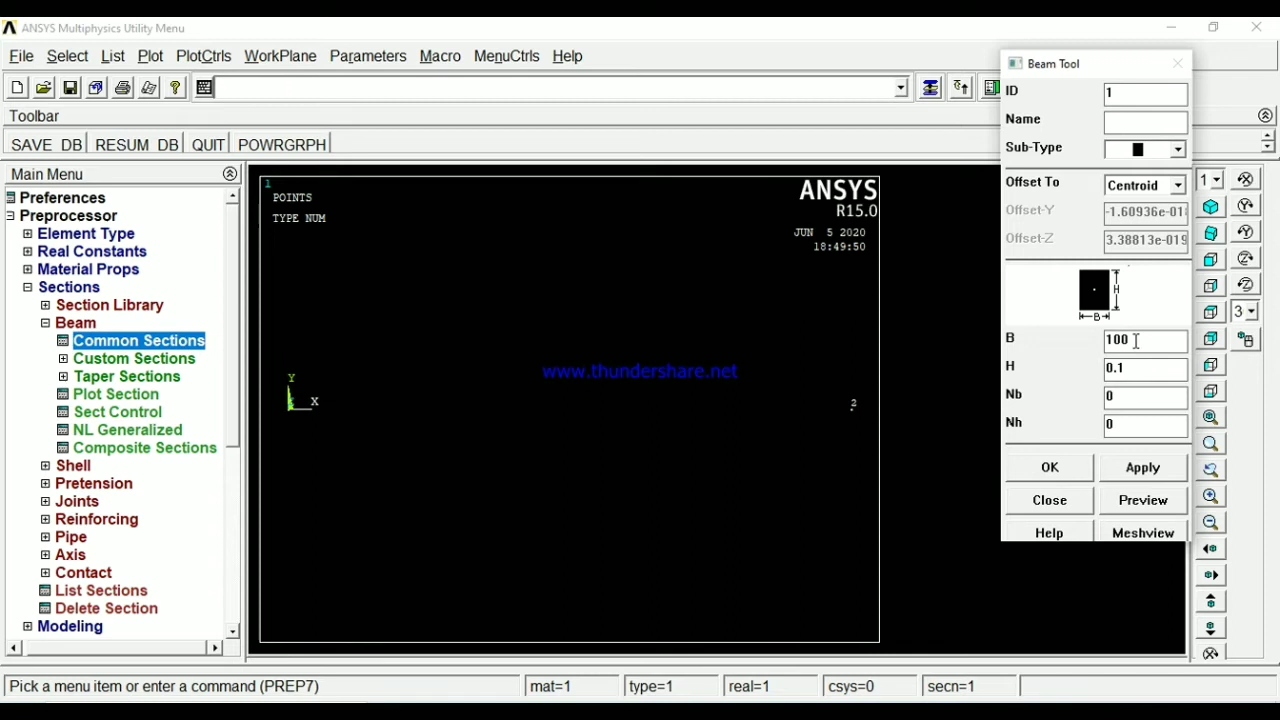 ANSYS Multiphysics Utility Menu
File Select List Plot PlotCtrls WorkPlane Parameters Macro MenuCtrls Help
Toolbar
SAVE_DB RESUM_DB QUIT POWRGRPH
Main Menu
Preferences
Preprocessor
Element Type
Real Constants
Material Props
Sections
Section Library
Beam
Common Sections
Custom Sections
Taper Sections
Plot Section
Sect Control
NL Generalized
Composite Sections
Shell
Pretension
Joints
Reinforcing
Pipe
Axis
Contact
List Sections
Delete Section
Modeling
1
POINTS
TYPE NUM
ANSYS
R15.0
JUN 5 2020
18:49:50
www.thundershare.net
Y
X
2
Beam Tool
ID 1
Name
Sub-Type
Offset To Centroid
Offset-Y -1.60936e-018
Offset-Z 3.38813e-019
H
B
B 100
H 0.1
Nb 0
Nh 0
OK Apply
Close Preview
Help Meshview
1
3
Pick a menu item or enter a command (PREP7) mat=1 type=1 real=1 csys=0 secn=1